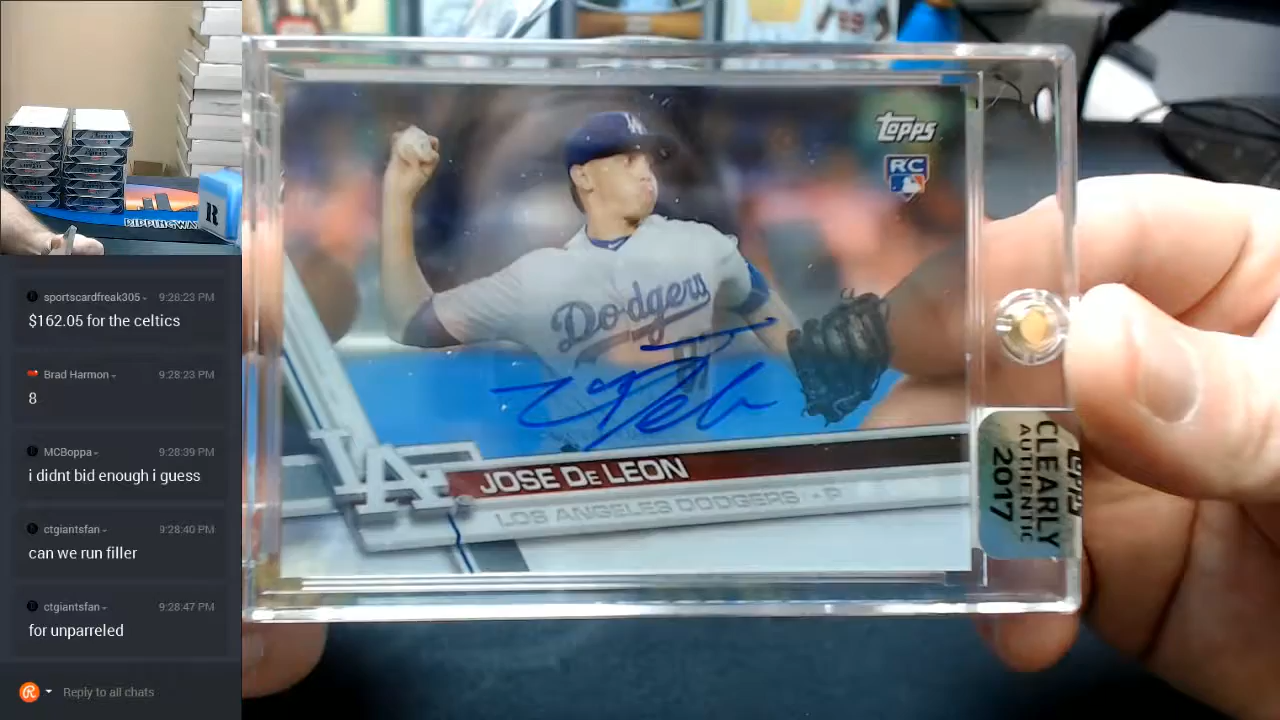 RIPPINGWA
R
sportscardfreak305 9:28:23 PM
$162.05 for the celtics
Brad Harmon 9:28:23 PM
8
MCBoppa 9:28:39 PM
i didnt bid enough i guess
ctgiantsfan 9:28:40 PM
can we run filler
ctgiantsfan 9:28:47 PM
for unparreled
Reply to all chats
LA
Topps
RC
Dodgers
LA
JOSE DE LEON
LOS ANGELES DODGERS - P
TOPPS
CLEARLY
AUTHENTIC
2017